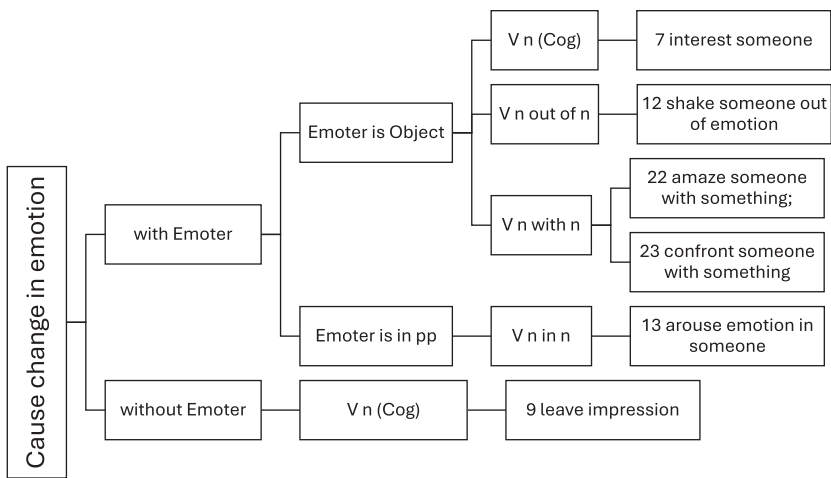 Cause change in emotion
with Emoter
Emoter is Object
V n (Cog)
7 interest someone
V n out of n
12 shake someone out
of emotion
V n with n
22 amaze someone
with something;
23 confront someone
with something
Emoter is in pp
V n in n
13 arouse emotion in
someone
without Emoter
V n (Cog)
9 leave impression